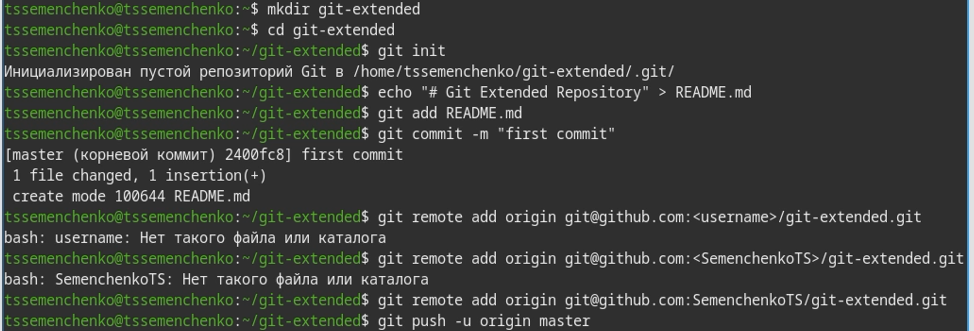 tssemenchenko@tssemenchenko:~$ mkdir git-extended
tssemenchenko@tssemenchenko:~$ cd git-extended
tssemenchenko@tssemenchenko:~/git-extended$ git init
Инициализирован пустой репозиторий Git в /home/tssemenchenko/git-extended/.git/
tssemenchenko@tssemenchenko:~/git-extended$ echo "# Git Extended Repository" > README.md
tssemenchenko@tssemenchenko:~/git-extended$ git add README.md
tssemenchenko@tssemenchenko:~/git-extended$ git commit -m "first commit"
[master (корневой коммит) 2400fc8] first commit
 1 file changed, 1 insertion(+)
 create mode 100644 README.md
tssemenchenko@tssemenchenko:~/git-extended$ git remote add origin git@github.com:<username>/git-extended.git
bash: username: Нет такого файла или каталога
tssemenchenko@tssemenchenko:~/git-extended$ git remote add origin git@github.com:<SemenchenkoTS>/git-extended.git
bash: SemenchenkoTS: Нет такого файла или каталога
tssemenchenko@tssemenchenko:~/git-extended$ git remote add origin git@github.com:SemenchenkoTS/git-extended.git
tssemenchenko@tssemenchenko:~/git-extended$ git push -u origin master